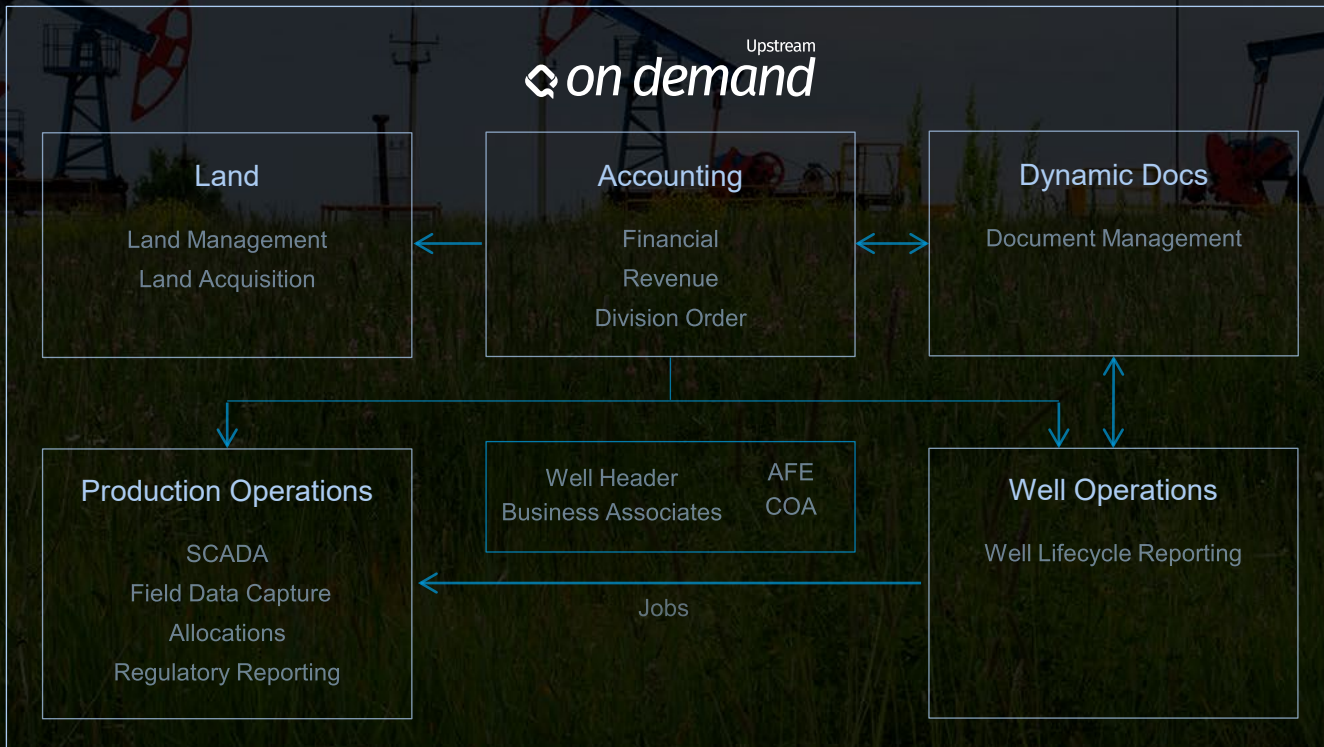 Upstream
on demand
Land
Land Management
Land Acquisition
Accounting
Financial
Revenue
Division Order
Dynamic Docs
Document Management
Production Operations
SCADA
Field Data Capture
Allocations
Regulatory Reporting
Well Header
Business Associates
AFE
COA
Jobs
Well Operations
Well Lifecycle Reporting